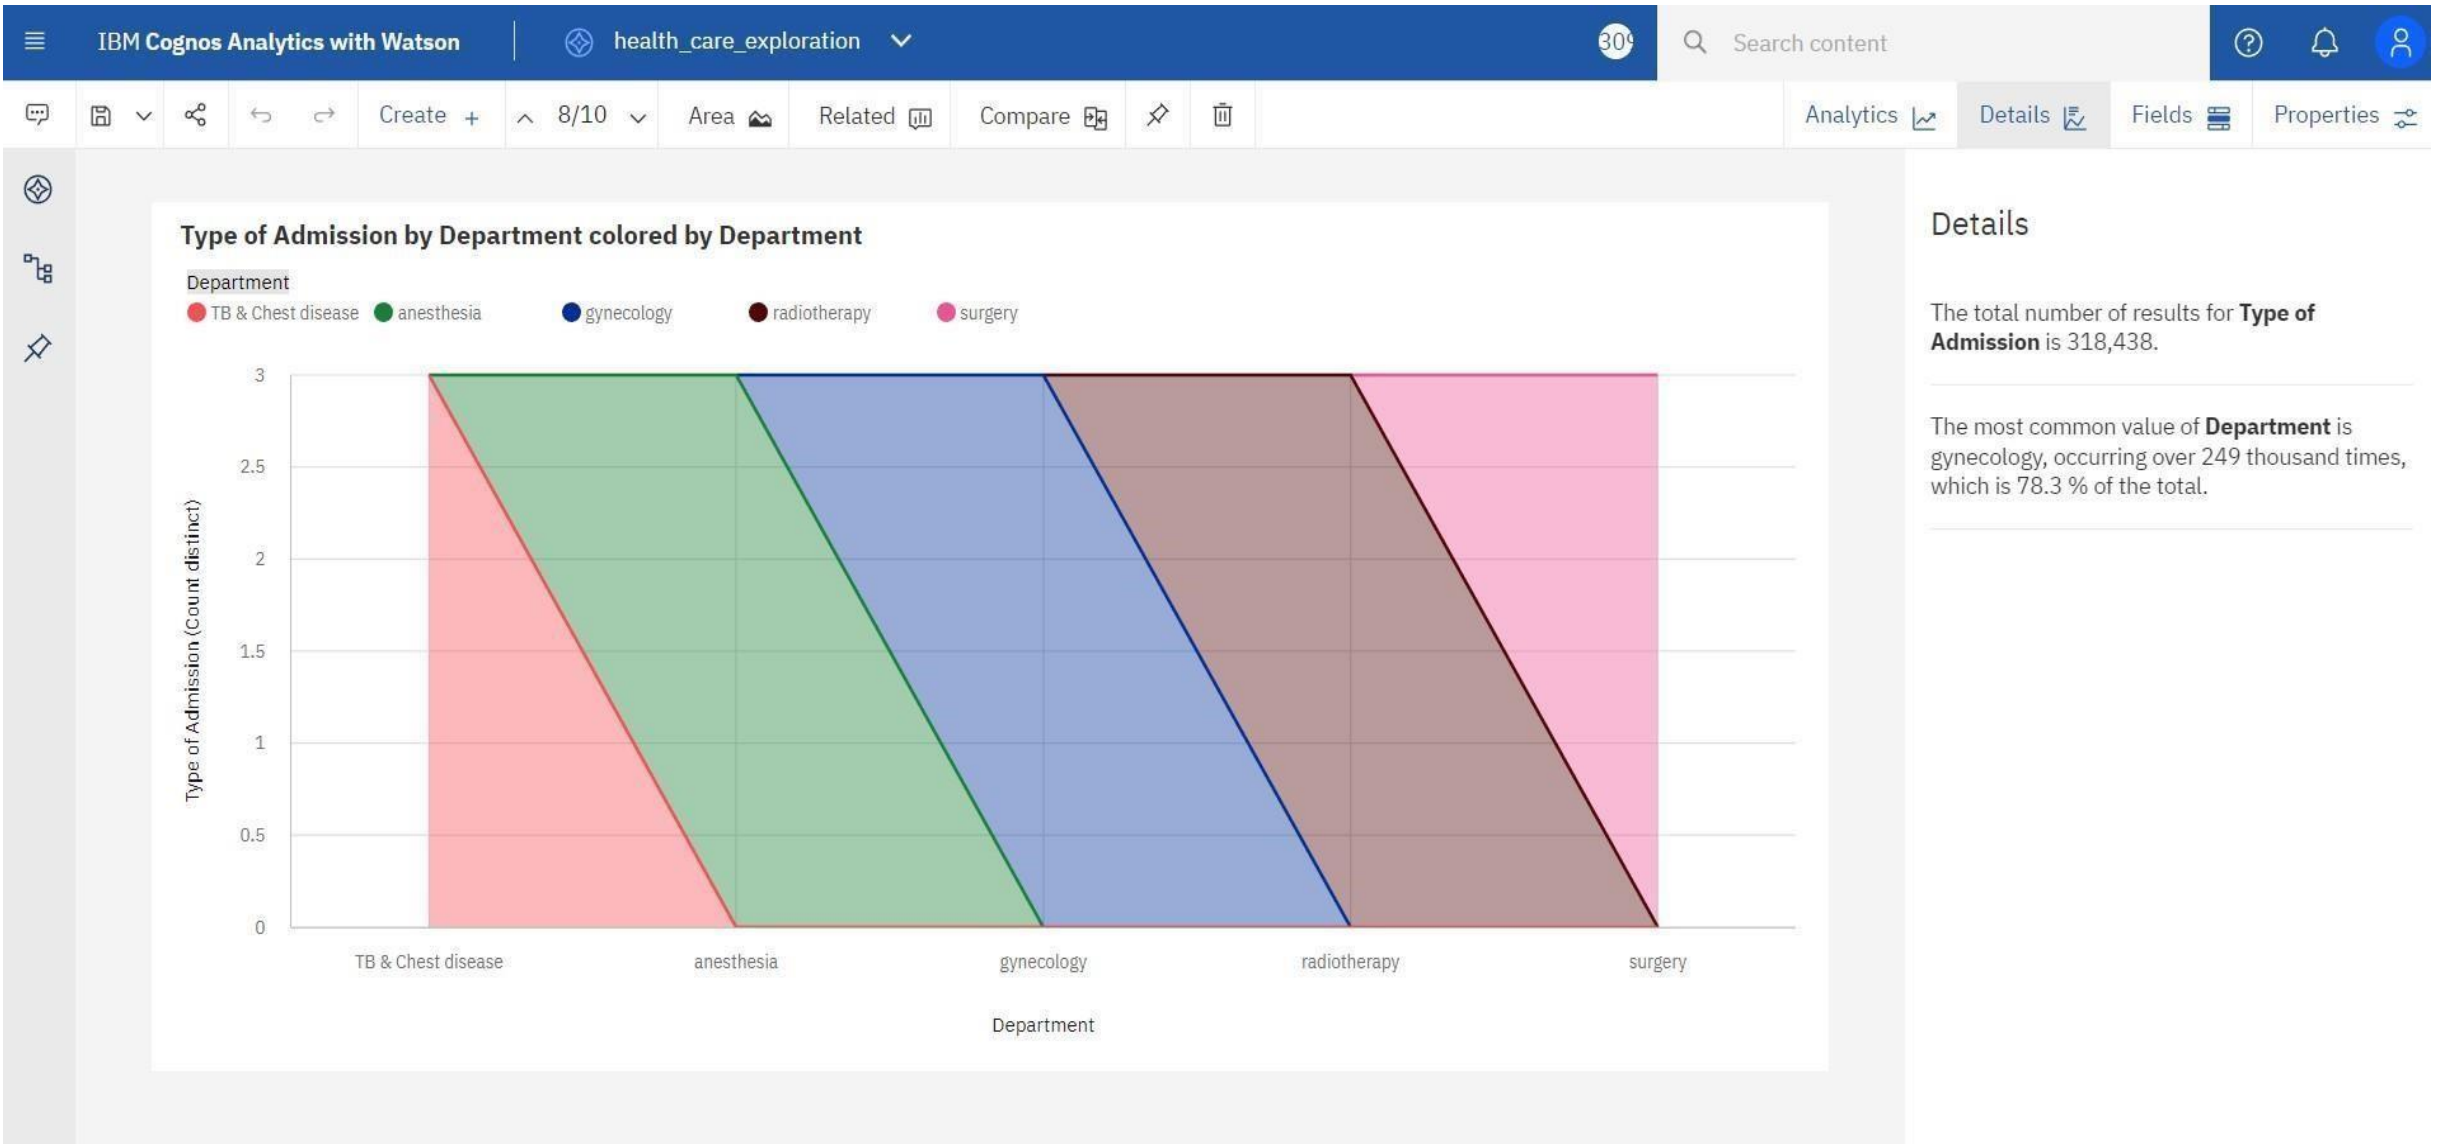 IBM Cognos Analytics with Watson
health_care_exploration
Search content
Create +
8/10
Area
Related
Compare
Analytics
Details
Fields
Properties
Type of Admission by Department colored by Department
Department
TB & Chest disease anesthesia gynecology radiotherapy surgery
3
2.5
2
1.5
1
0.5
0
Type of Admission (Count distinct)
TB & Chest disease anesthesia gynecology radiotherapy surgery
Department
Details
The total number of results for Type of
Admission is 318,438.
The most common value of Department is
gynecology, occurring over 249 thousand times,
which is 78.3 % of the total.